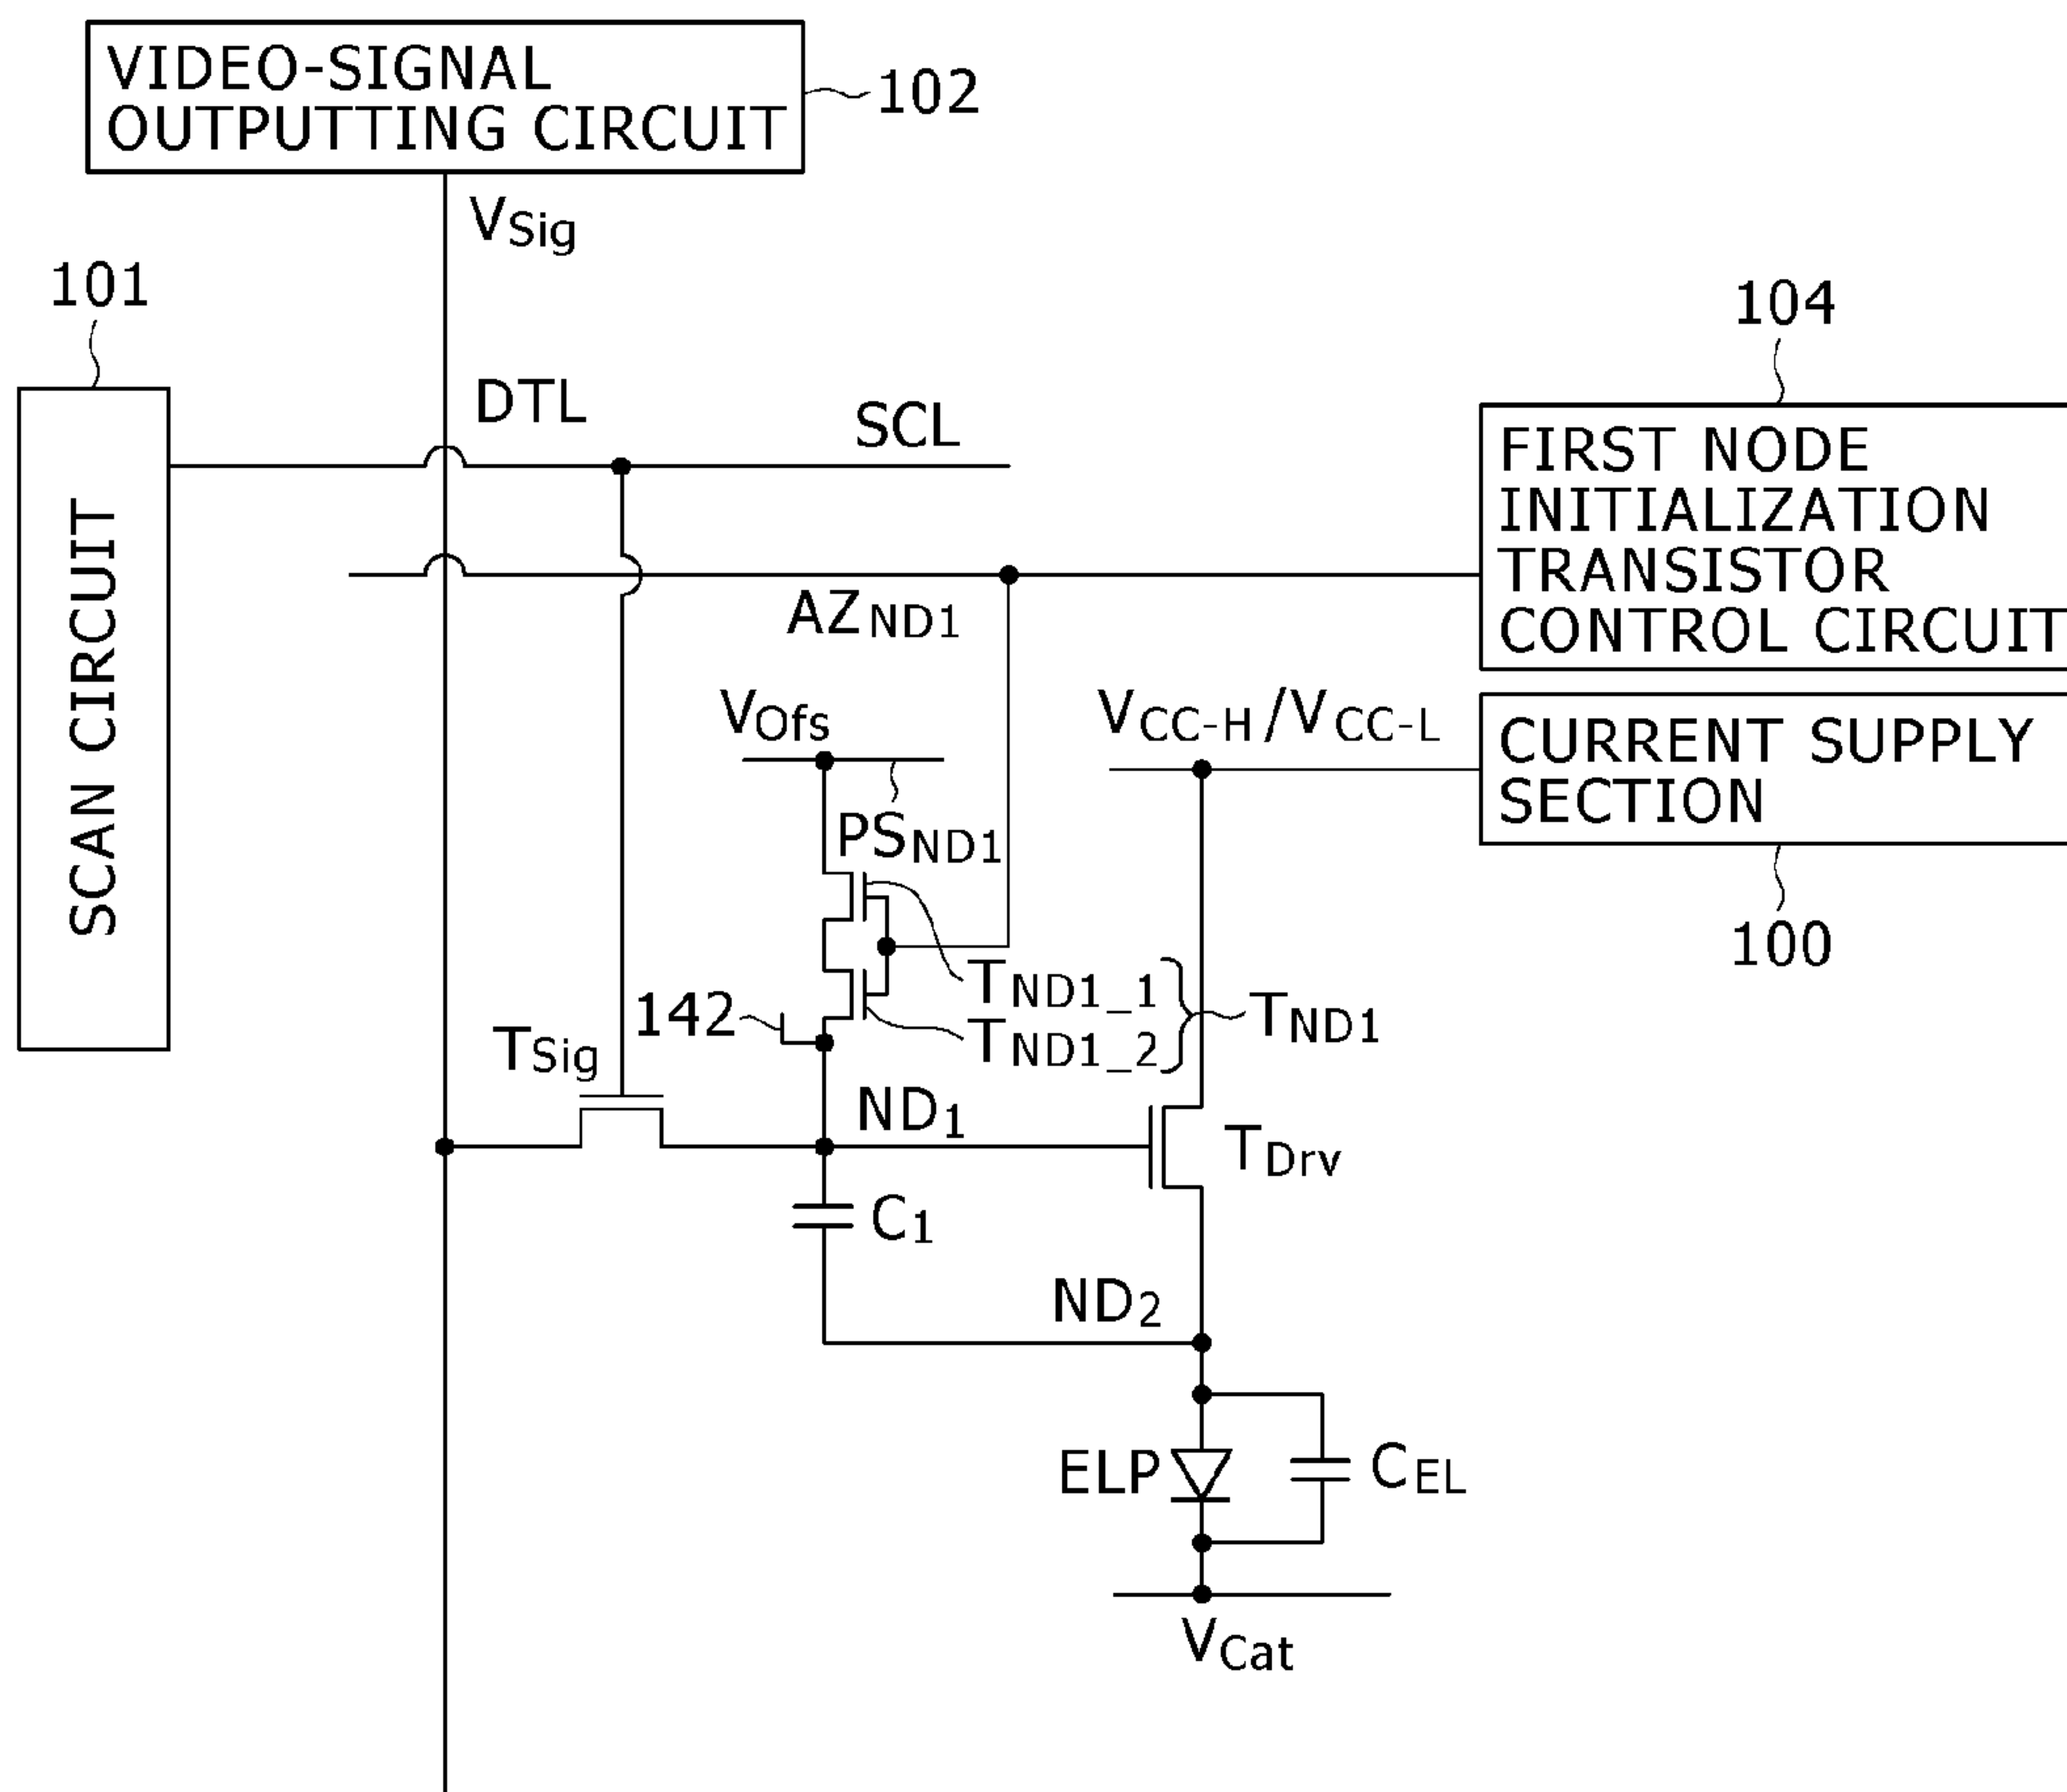 VIDEO-SIGNAL
OUTPUTTING CIRCUIT
102
VSig
101
104
DTL
SCL
FIRST NODE
INITIALIZATION
TRANSISTOR
CONTROL CIRCUIT
SCAN CIRCUIT
AZND1
VOfs
VCC-H/VCC-L
CURRENT SUPPLY
SECTION
PSND1
100
TND1_1
TND1_2
TND1
142
TSig
ND1
TDrv
C1
ND2
ELP
CEL
VCat